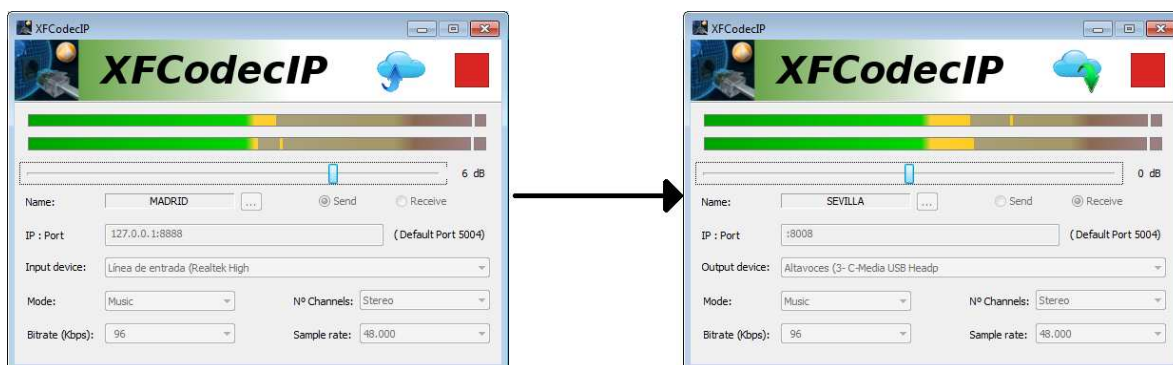 XFCodecIP
XFCodecIP
6 dB
Name: MADRID ... Send Receive
IP : Port 127.0.0.1:8888 (Default Port 5004)
Input device: Línea de entrada (Realtek High
Mode: Music Nº Channels: Stereo
Bitrate (Kbps): 96 Sample rate: 48.000
XFCodecIP
XFCodecIP
0 dB
Name: SEVILLA ... Send Receive
IP : Port :8008 (Default Port 5004)
Output device: Altavoces (3- C-Media USB Headp
Mode: Music Nº Channels: Stereo
Bitrate (Kbps): 96 Sample rate: 48.000